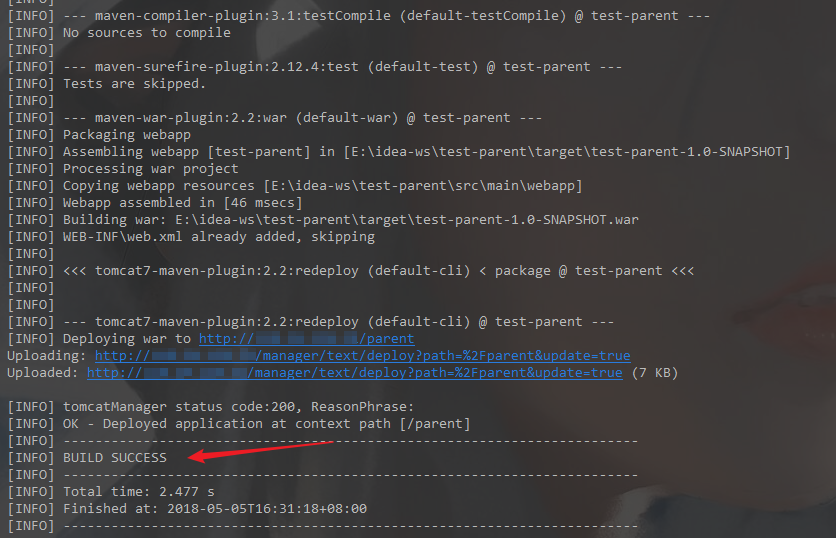 [INFO]
[INFO] --- maven-compiler-plugin:3.1:testCompile (default-testCompile) @ test-parent ---
[INFO] No sources to compile
[INFO]
[INFO] --- maven-surefire-plugin:2.12.4:test (default-test) @ test-parent ---
[INFO] Tests are skipped.
[INFO]
[INFO] --- maven-war-plugin:2.2:war (default-war) @ test-parent ---
[INFO] Packaging webapp
[INFO] Assembling webapp [test-parent] in [E:\idea-ws\test-parent\target\test-parent-1.0-SNAPSHOT]
[INFO] Processing war project
[INFO] Copying webapp resources [E:\idea-ws\test-parent\src\main\webapp]
[INFO] Webapp assembled in [46 msecs]
[INFO] Building war: E:\idea-ws\test-parent\target\test-parent-1.0-SNAPSHOT.war
[INFO] WEB-INF\web.xml already added, skipping
[INFO]
[INFO] <<< tomcat7-maven-plugin:2.2:redeploy (default-cli) < package @ test-parent <<<
[INFO]
[INFO]
[INFO] --- tomcat7-maven-plugin:2.2:redeploy (default-cli) @ test-parent ---
[INFO] Deploying war to http:// /parent
Uploading: http:// /manager/text/deploy?path=%2Fparent&update=true
Uploaded: http:// /manager/text/deploy?path=%2Fparent&update=true (7 KB)
[INFO] tomcatManager status code:200, ReasonPhrase:
[INFO] OK - Deployed application at context path [/parent]
[INFO] ------------------------------------------------------------------------
[INFO] BUILD SUCCESS
[INFO] ------------------------------------------------------------------------
[INFO] Total time: 2.477 s
[INFO] Finished at: 2018-05-05T16:31:18+08:00
[INFO] ------------------------------------------------------------------------